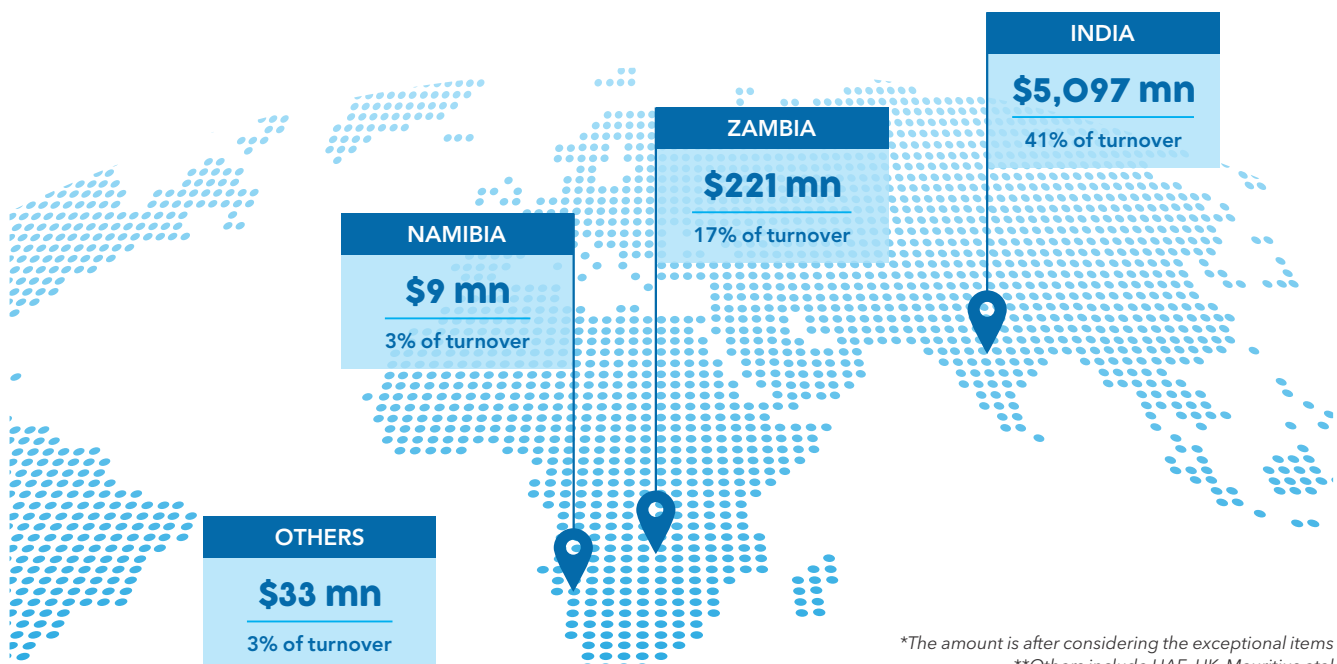 INDIA
$5,097 mn
41% of turnover
ZAMBIA
$221 mn
17% of turnover
NAMIBIA
$9 mn
3% of turnover
OTHERS
$33 mn
3% of turnover
*The amount is after considering the exceptional items